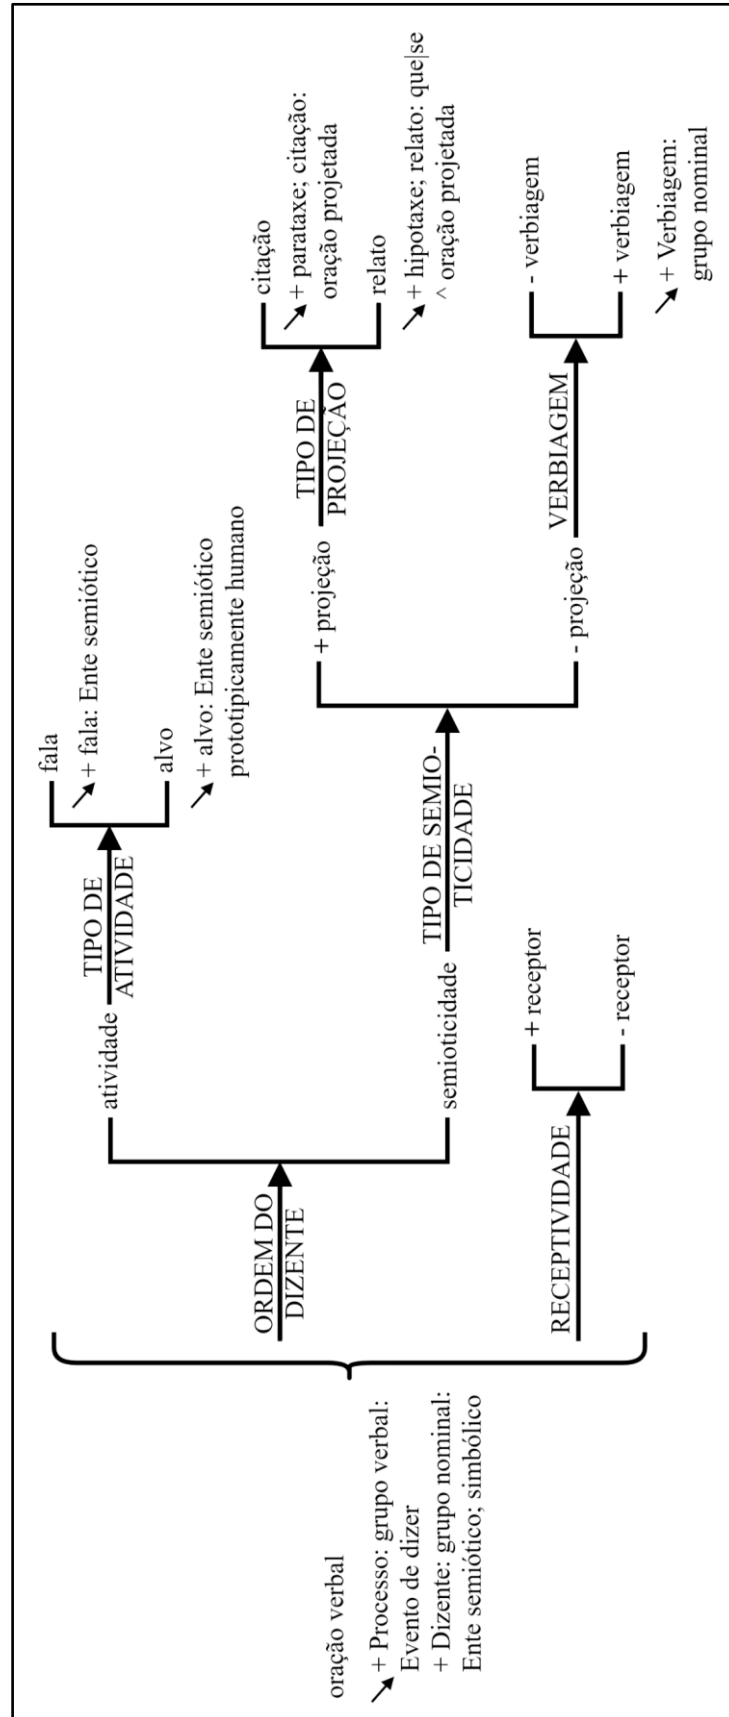 oração verbal
+ Processo: grupo verbal:
Evento de dizer
+ Dizente: grupo nominal:
Ente semiótico; simbólico
ORDEM DO
DIZENTE
atividade
TIPO DE
ATIVIDADE
fala
+ fala: Ente semiótico
alvo
+ alvo: Ente semiótico
prototipicamente humano
semioticidade
TIPO DE SEMIO-
TICIDADE
+ projeção
TIPO DE
PROJEÇÃO
citação
+ parataxe; citação:
oração projetada
relato
+ hipotaxe; relato: que|se
^ oração projetada
- projeção
VERBIAGEM
- verbiagem
+ verbiagem
+ Verbiagem:
grupo nominal
RECEPTIVIDADE
+ receptor
- receptor